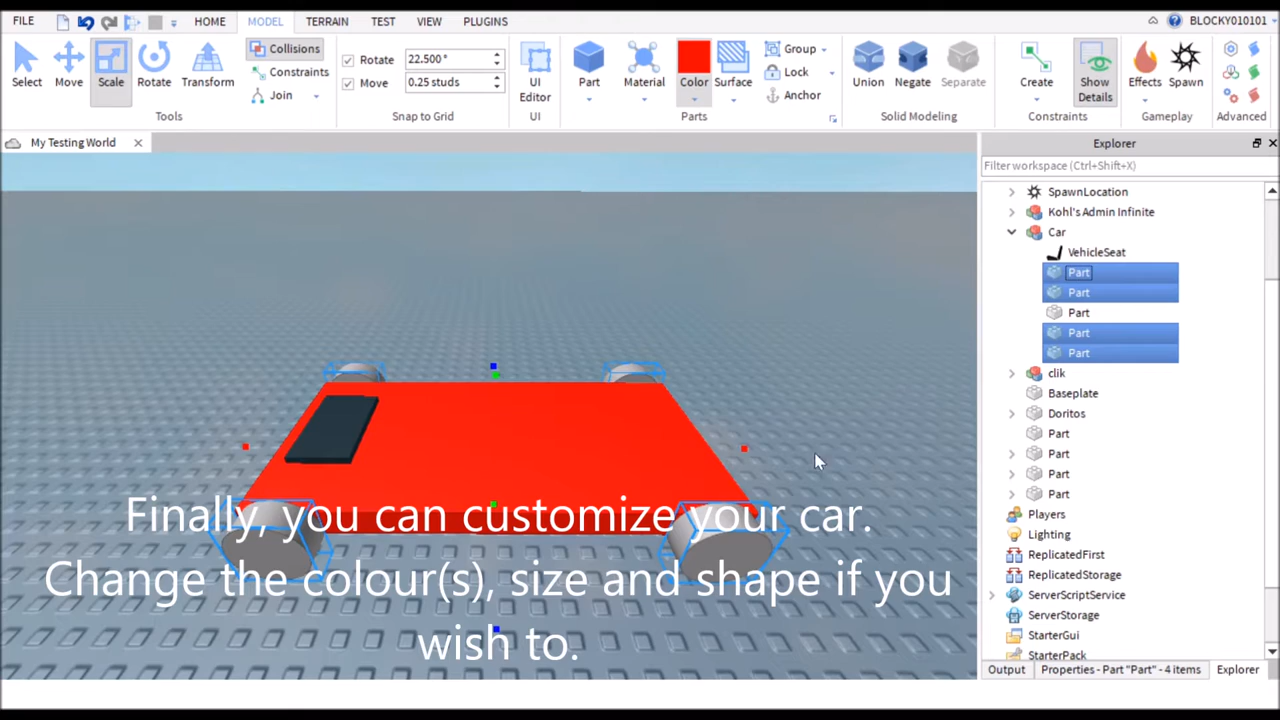 FILE HOME MODEL TERRAIN TEST VIEW PLUGINS BLOCKY010101
Select Move Scale Rotate Transform
Collisions
Constraints
Join
Tools
Rotate 22.500 °
Move 0.25 studs
Snap to Grid
UI Editor
UI
Part Material Color Surface
Group
Lock
Anchor
Parts
Union Negate Separate
Solid Modeling
Create Show Details
Constraints
Effects Spawn
Gameplay
Advanced
My Testing World
Explorer
Filter workspace (Ctrl+Shift+X)
SpawnLocation
Kohl's Admin Infinite
Car
VehicleSeat
Part
Part
Part
Part
Part
clik
Baseplate
Doritos
Part
Part
Part
Part
Players
Lighting
ReplicatedFirst
ReplicatedStorage
ServerScriptService
ServerStorage
StarterGui
StarterPack
Output Properties - Part "Part" - 4 items Explorer
Finally, you can customize your car.
Change the colour(s), size and shape if you
wish to.